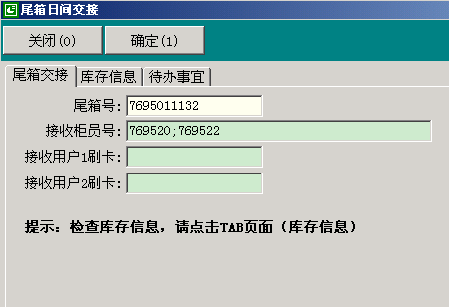 尾箱日间交接
关闭(0) 确定(1)
尾箱交接 库存信息 待办事宜
尾箱号: 7695011132
接收柜员号: 769520;769522
接收用户1刷卡:
接收用户2刷卡:
提示: 检查库存信息, 请点击TAB页面 (库存信息)